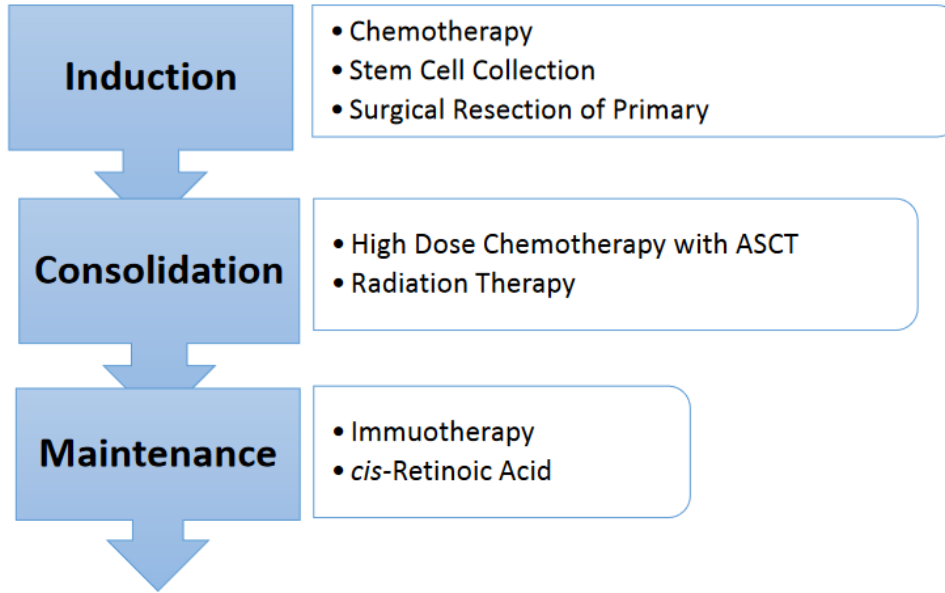 Induction
• Chemotherapy
• Stem Cell Collection
• Surgical Resection of Primary
Consolidation
• High Dose Chemotherapy with ASCT
• Radiation Therapy
Maintenance
• Immuotherapy
• cis-Retinoic Acid